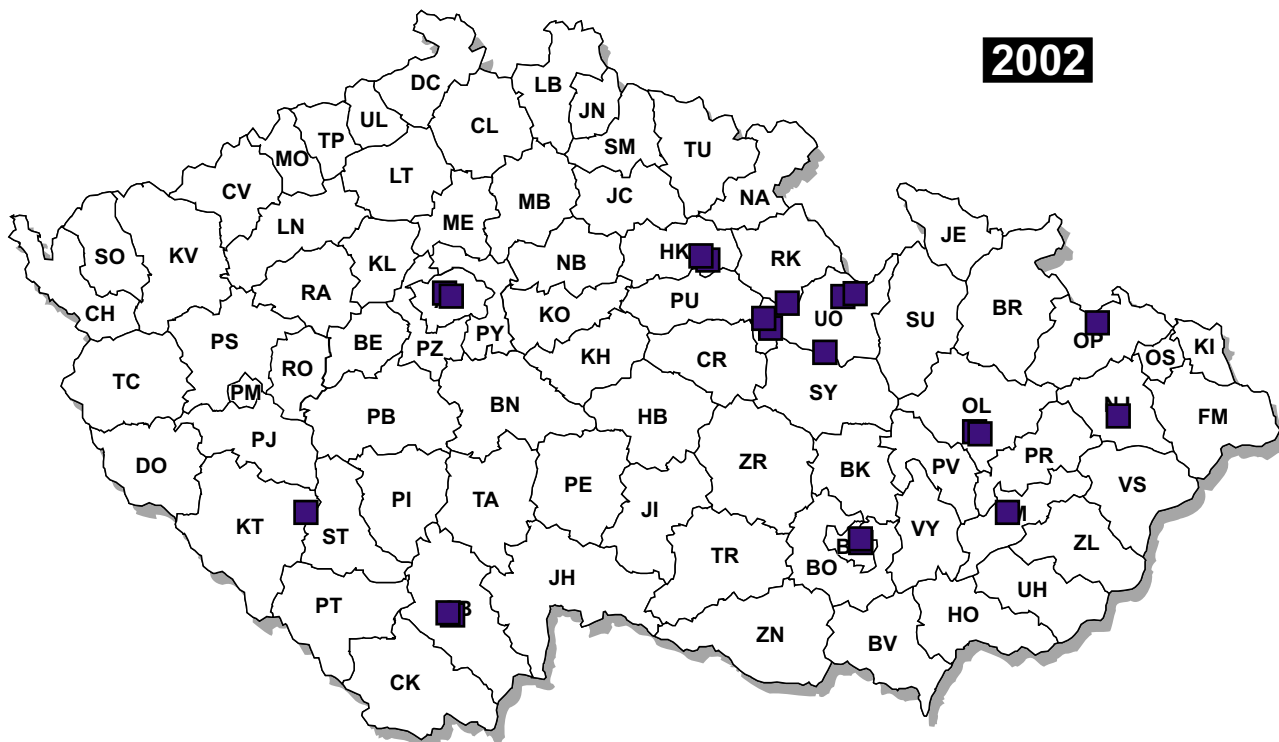 2002
DC
LB
UL
JN
CL
TP
TU
MO
SM
LT
CV
JC
NA
MB
LN
ME
JE
SO
HK
KV
RK
KL
NB
BR
RA
PU
CH
KO
UO
SU
PY
OP
PS
BE
PZ
KI
OS
KH
CR
RO
TC
PM
SY
BN
OL
PB
HB
FM
PJ
PR
DO
ZR
PV
BK
VS
PE
PI
TA
JI
KT
VY
ST
ZL
TR
BO
JH
UH
PT
HO
ZN
BV
CK